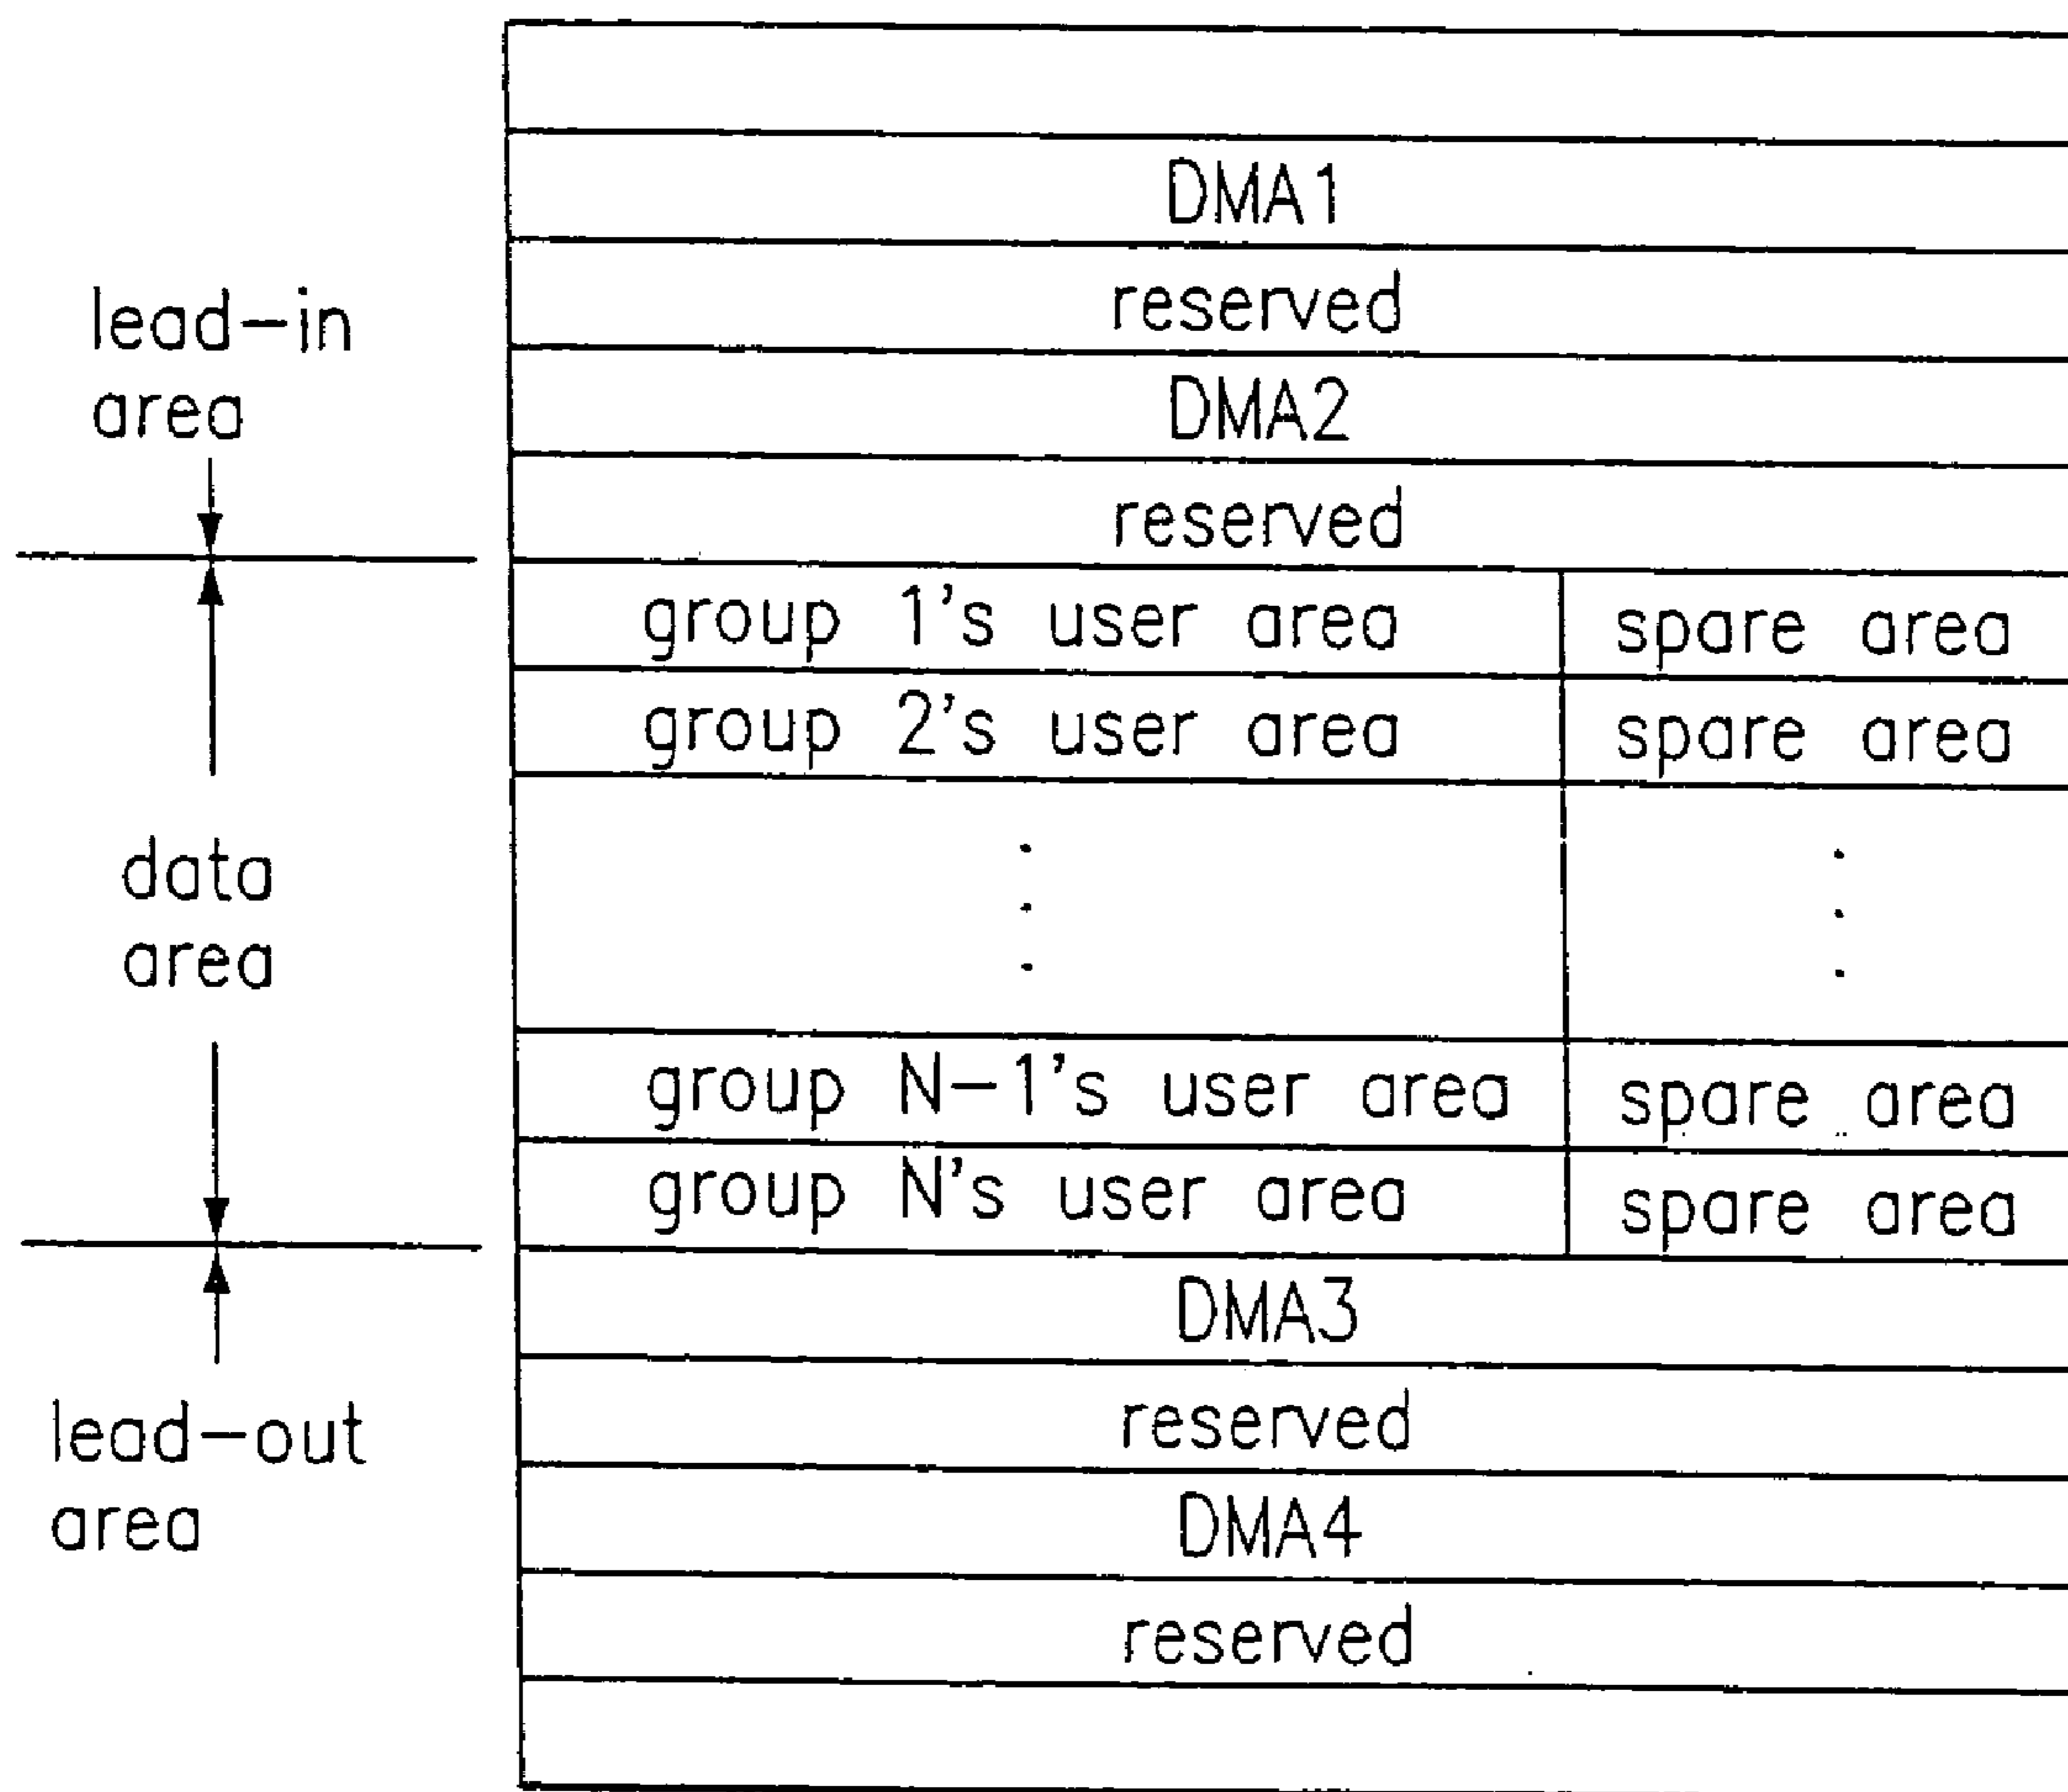 DMA1
reserved
lead-in
area
DMA2
reserved
group 1's user area spare area
group 2's user area spare area
data
area
group N-1's user area spare area
group N's user area spare area
DMA3
reserved
lead-out
area
DMA4
reserved